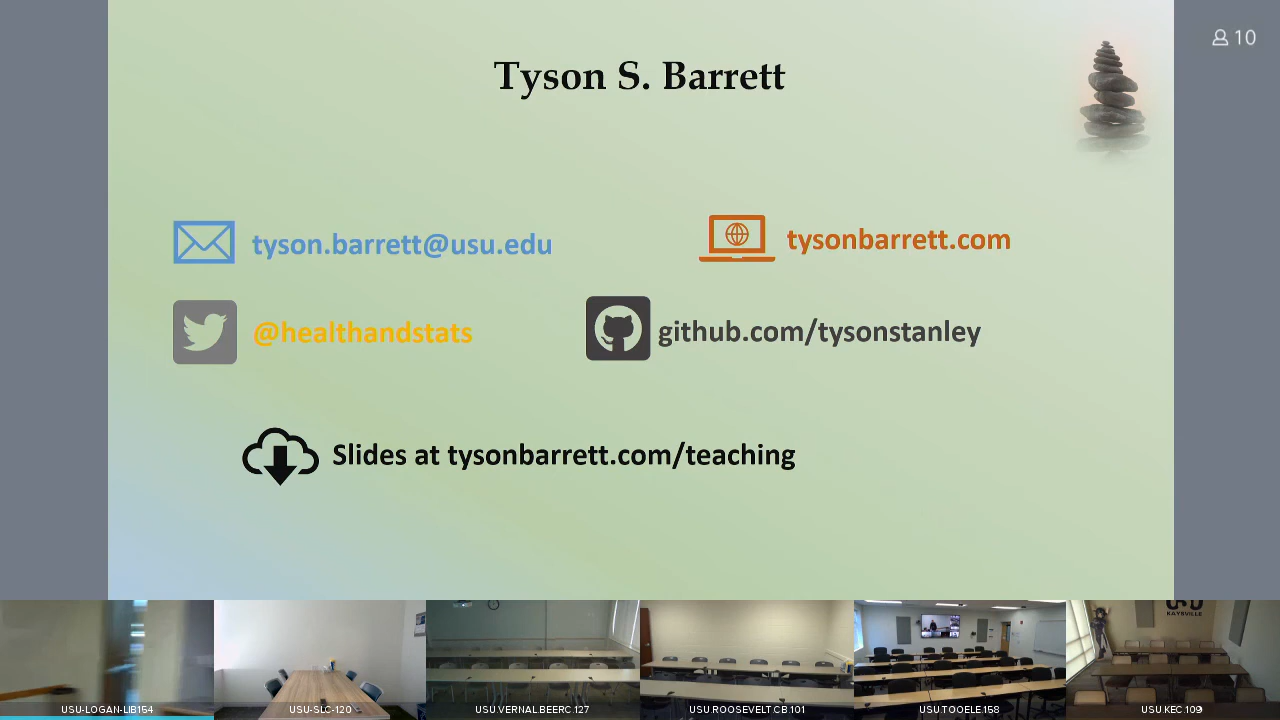 10
Tyson S. Barrett
tyson.barrett@usu.edu
tysonbarrett.com
@healthandstats
github.com/tysonstanley
Slides at tysonbarrett.com/teaching
USU-LOGAN-LIB154
USU-SLC-120
USU.VERNAL.BEERC.127
USU.ROOSEVELT.CB.101
USU.TOOELE.158
USU
KAYSVILLE
USU.KEC.109